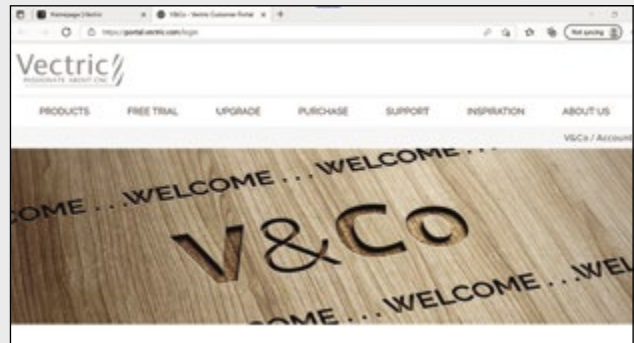 Homepage | Vectric
V&Co - Vectric Customer Portal
https://portal.vectric.com/login
Not syncing
Vectric
PASSIONATE ABOUT CNC
PRODUCTS FREE TRIAL UPGRADE PURCHASE SUPPORT INSPIRATION ABOUT US
V&Co / Account
OME...WELCOME...WELCOME...
V&Co
...WELCOME...WEL
OME...